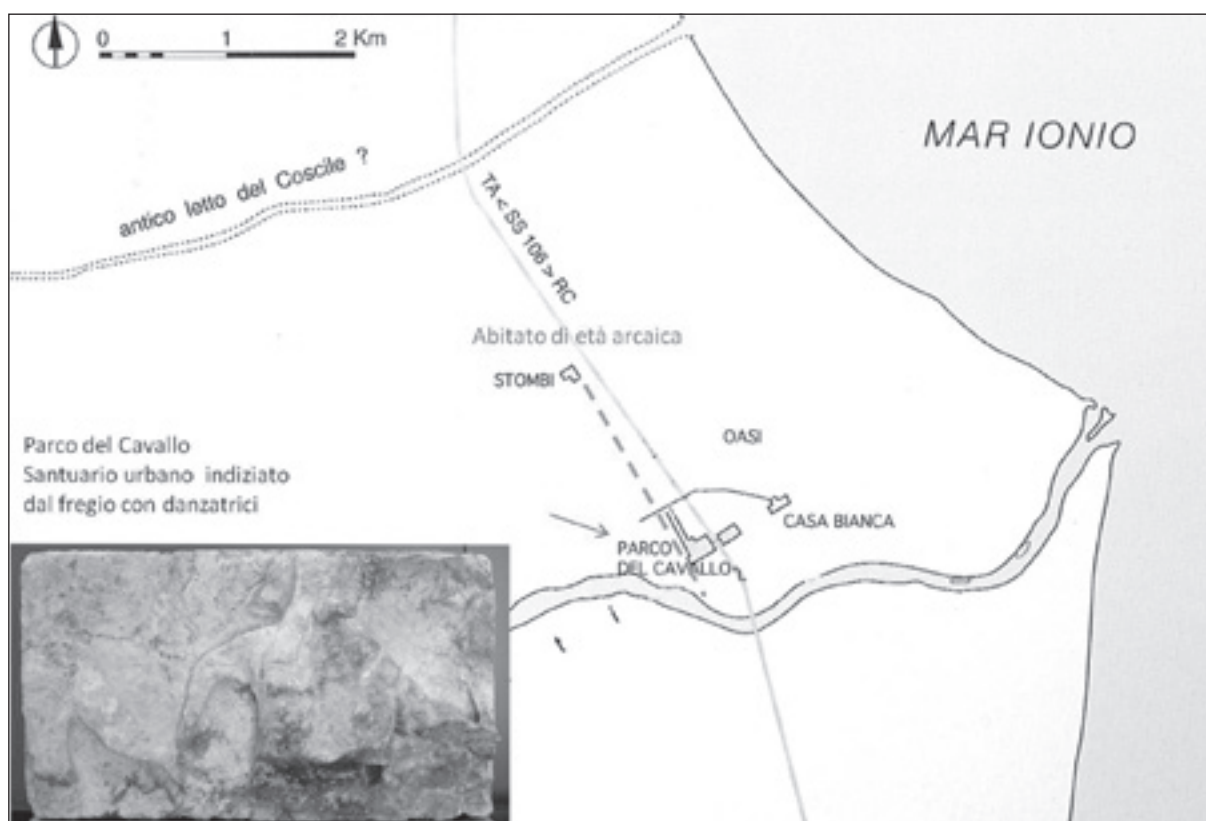 0 1 2 Km
MAR IONIO
antico letto del Coscile ?
TA < SS 106 > RC
Abitato di età arcaica
STOMBI
OASI
Parco del Cavallo
Santuario urbano indiziato
dal fregio con danzatrici
CASA BIANCA
PARCO
DEL CAVALLO